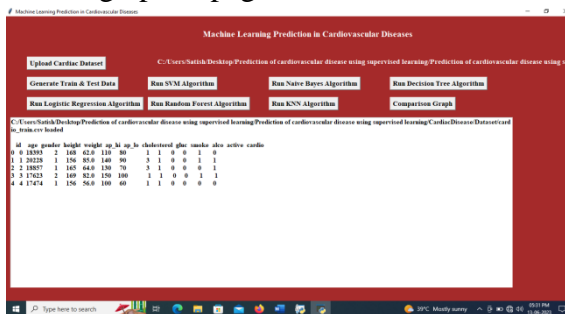 Machine Learning Prediction in Cardiovascular Diseases
Machine Learning Prediction in Cardiovascular Diseases
Upload Cardiac Dataset
C:/Users/Satish/Desktop/Prediction of cardiovascular disease using supervised learning/Prediction of cardiovascular disease using s
Generate Train & Test Data
Run SVM Algorithm
Run Naive Bayes Algorithm
Run Decision Tree Algorithm
Run Logistic Regression Algorithm
Run Random Forest Algorithm
Run KNN Algorithm
Comparison Graph
C:/Users/Satish/Desktop/Prediction of cardiovascular disease using supervised learning/Prediction of cardiovascular disease using supervised learning/CardiacDisease/Dataset/card
io_train.csv loaded
id age gender height weight ap_hi ap_lo cholesterol gluc smoke alco active cardio
0 0 18393 2 168 62.0 110 80 1 1 0 0 1 0
1 1 20228 1 156 85.0 140 90 3 1 0 0 1 1
2 2 18857 1 165 64.0 130 70 3 1 0 0 0 1
3 3 17623 2 169 82.0 150 100 1 1 0 0 1 1
4 4 17474 1 156 56.0 100 60 1 1 0 0 0 0
Type here to search
39°C Mostly sunny
05:31 PM
13-06-2023